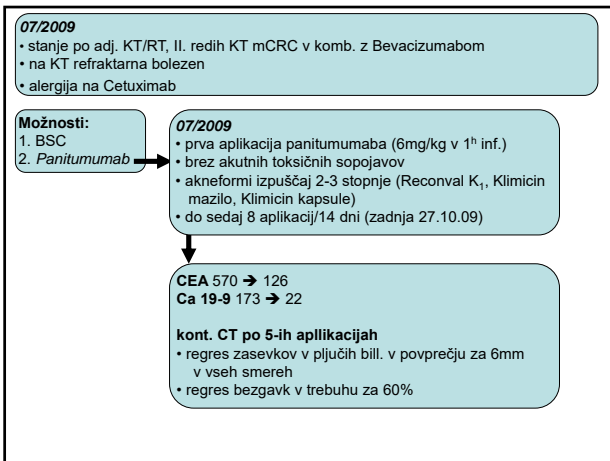 07/2009
• stanje po adj. KT/RT, II. redih KT mCRC v komb. z Bevacizumabom
• na KT refraktarna bolezen
• alergija na Cetuximab
Možnosti:
1. BSC
2. Panitumumab
07/2009
• prva aplikacija panitumumaba (6mg/kg v 1ʰ inf.)
• brez akutnih toksičnih sopojavov
• akneformi izpuščaj 2-3 stopnje (Reconval K₁, Klimicin
mazilo, Klimicin kapsule)
• do sedaj 8 aplikacij/14 dni (zadnja 27.10.09)
CEA 570 ➔ 126
Ca 19-9 173 ➔ 22
kont. CT po 5-ih apllikacijah
• regres zasevkov v pljučih bill. v povprečju za 6mm
v vseh smereh
• regres bezgavk v trebuhu za 60%